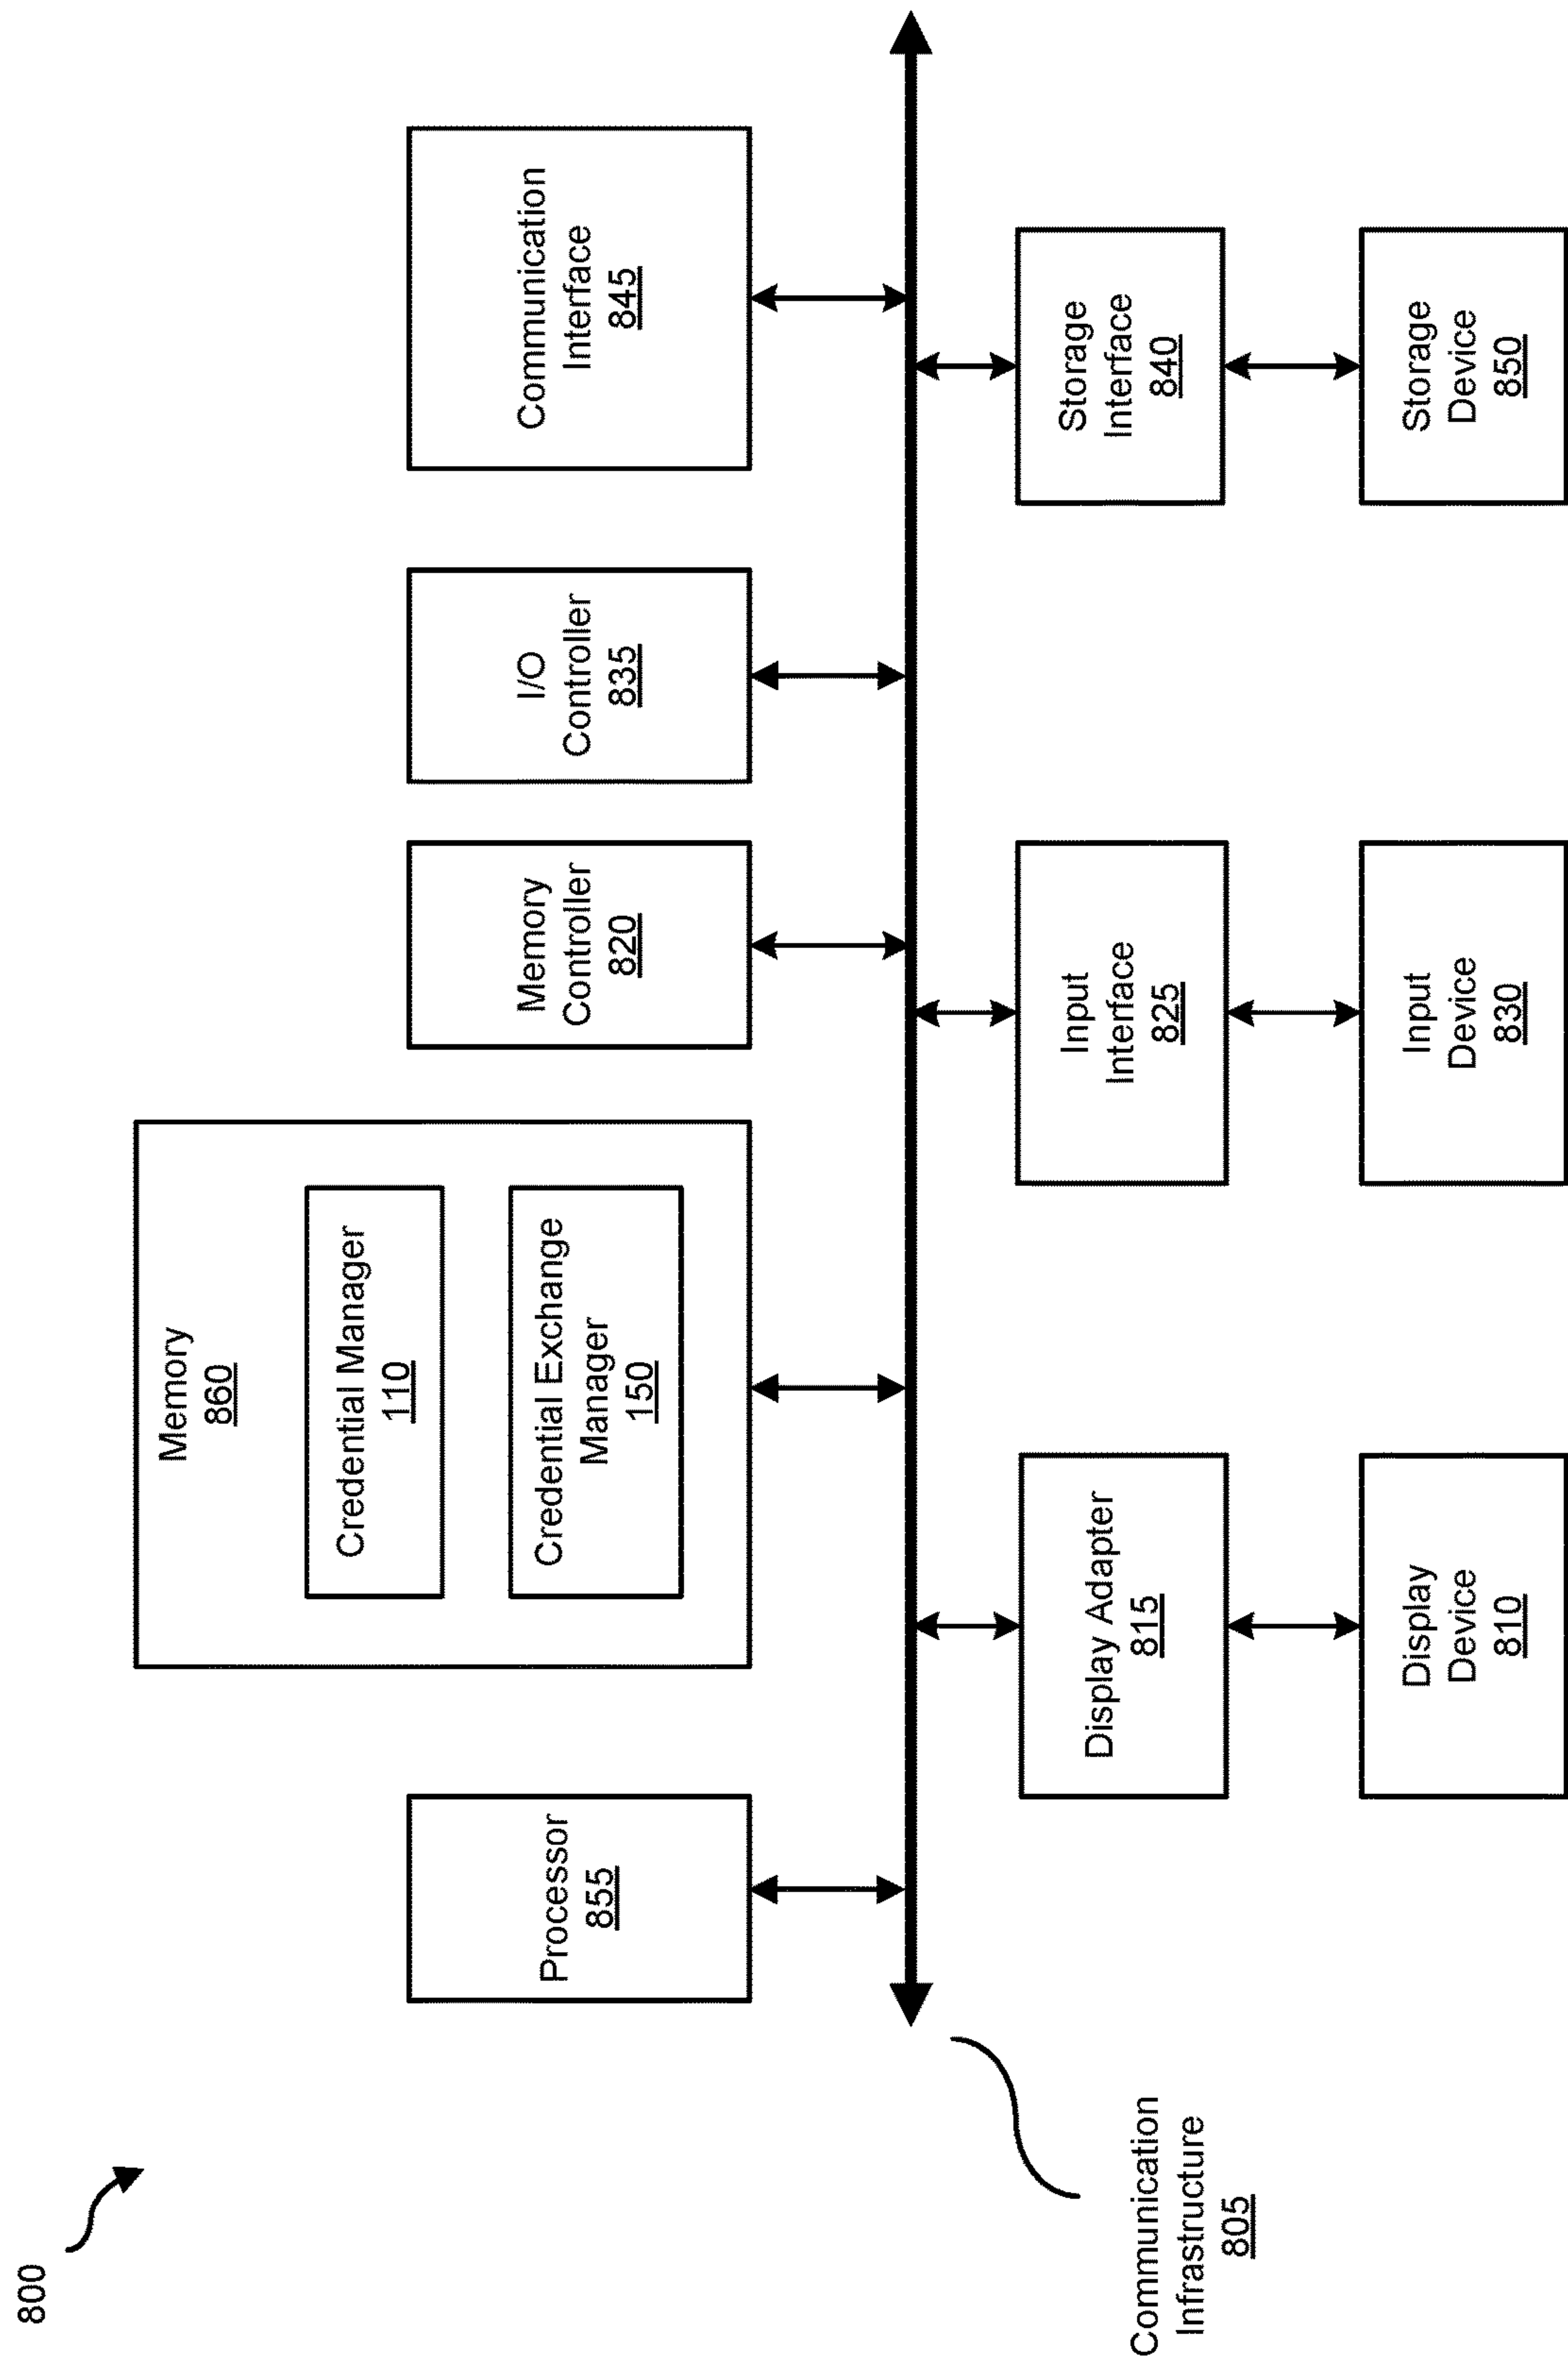 800
Processor
855
Memory
860
Credential Manager
110
Credential Exchange
Manager
150
Memory
Controller
820
I/O
Controller
835
Communication
Interface
845
Communication
Infrastructure
805
Display Adapter
815
Input
Interface
825
Storage
Interface
840
Display
Device
810
Input
Device
830
Storage
Device
850